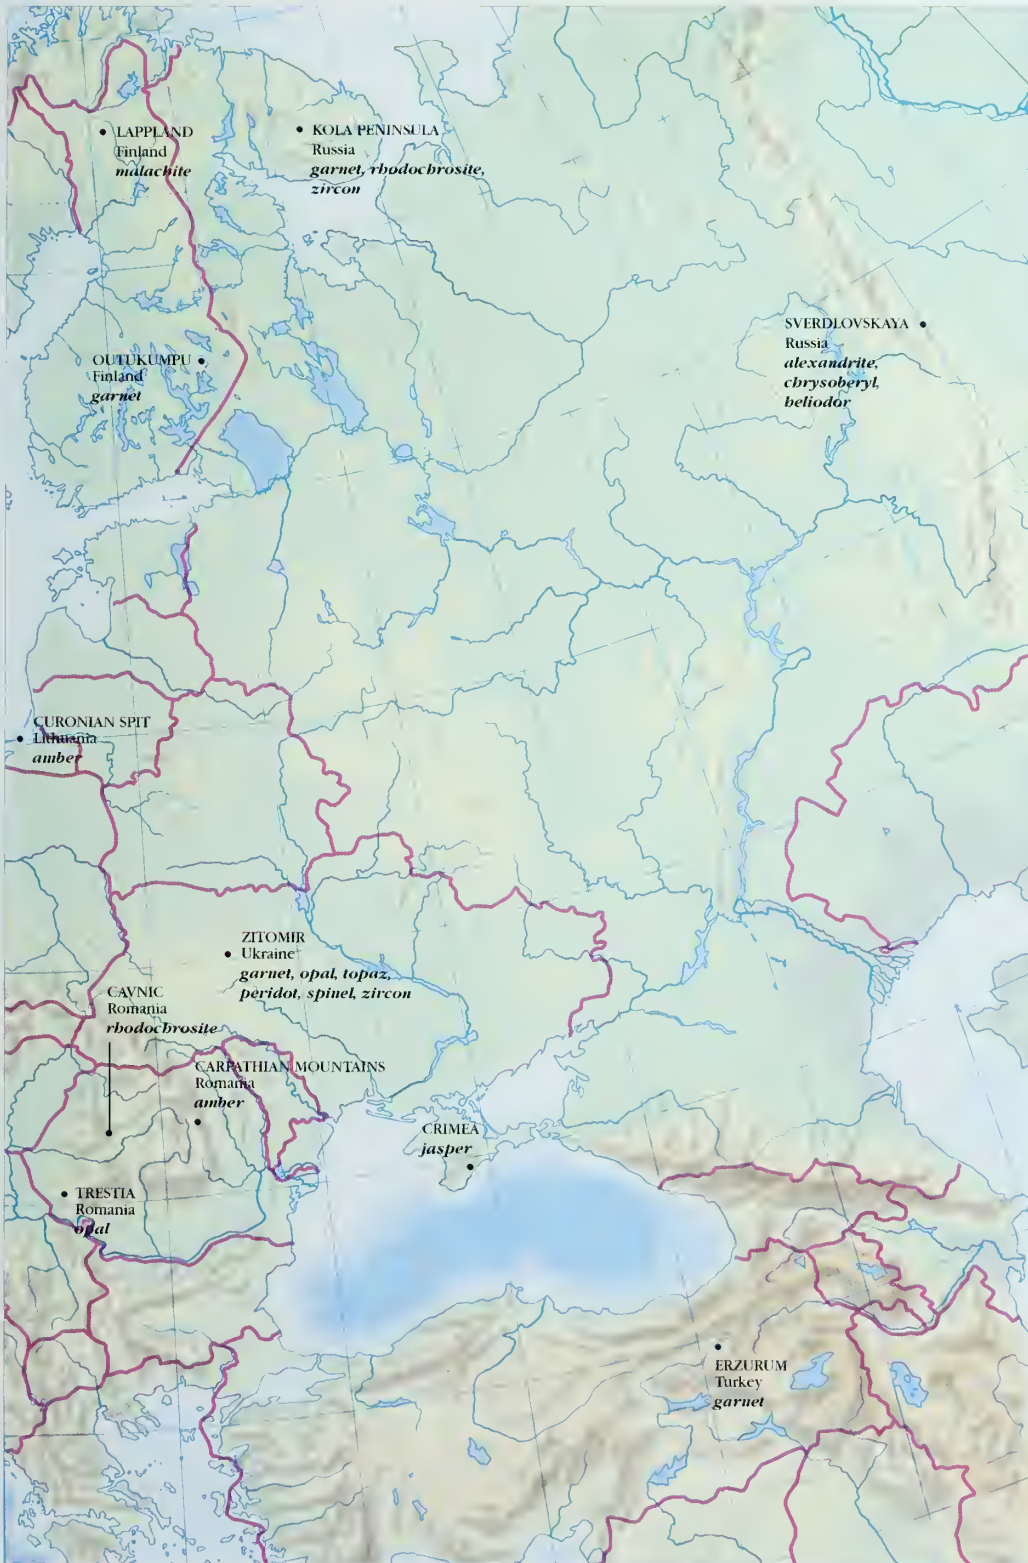 LAPPLAND
Finland
malachite
KOLA PENINSULA
Russia
garnet, rhodochrosite,
zircon
SVERDLOVSKAYA
Russia
alexandrite,
chrysoberyl,
heliodor
OUTUKUMPU
Finland
garnet
CURONIAN SPIT
Lithuania
amber
ZITOMIR
Ukraine
garnet, opal, topaz,
peridot, spinel, zircon
CAVNIC
Romania
rhodochrosite
CARPATHIAN MOUNTAINS
Romania
amber
CRIMEA
jasper
TRESTIA
Romania
opal
ERZURUM
Turkey
garnet